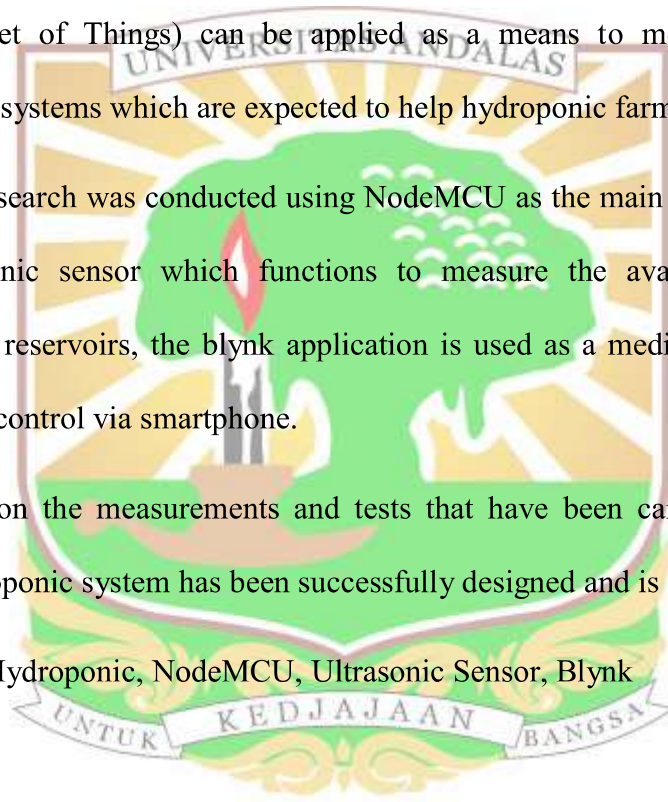 UNIVERSITAS ANDALAS
et of Things) can be applied as a means to m
systems which are expected to help hydroponic farm
search was conducted using NodeMCU as the main
nic sensor which functions to measure the ava
reservoirs, the blynk application is used as a medi
control via smartphone.
on the measurements and tests that have been ca
ponic system has been successfully designed and is
Hydroponic, NodeMCU, Ultrasonic Sensor, Blynk
UNTUK KEDJAJAAN BANGSA